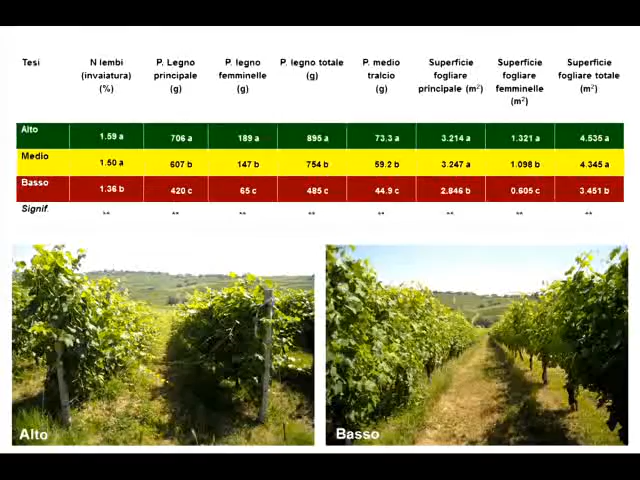 Tesi N lembi (invaiatura) (%) P. Legno principale (g) P. legno femminelle (g) P. legno totale (g) P. medio tralcio (g) Superficie fogliare principale (m²) Superficie fogliare femminelle (m²) Superficie fogliare totale (m²)
Alto 1.59 a 706 a 189 a 895 a 73.3 a 3.214 a 1.321 a 4.535 a
Medio 1.50 a 607 b 147 b 754 b 59.2 b 3.247 a 1.098 b 4.345 a
Basso 1.36 b 420 c 65 c 485 c 44.9 c 2.846 b 0.605 c 3.451 b
Signif. ** ** ** ** ** ** ** **
Alto Basso